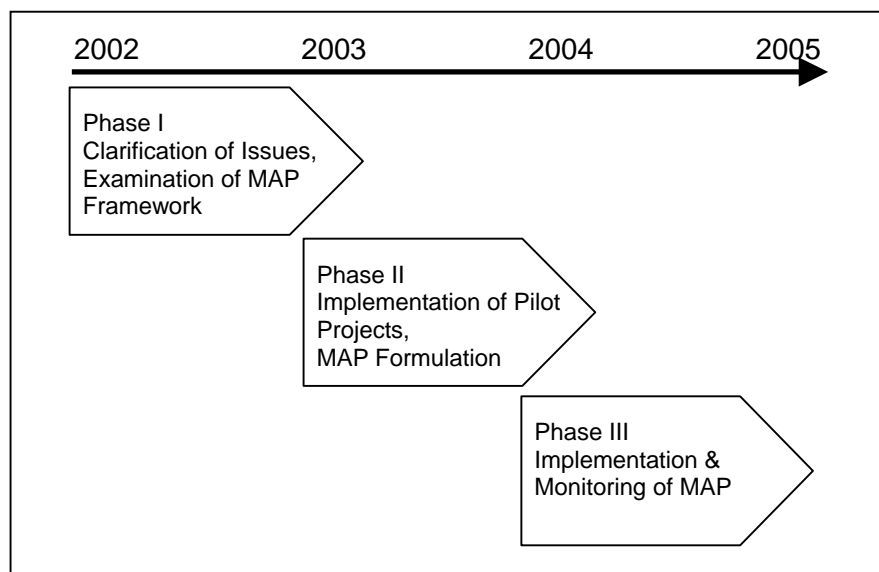 2002 2003 2004 2005
Phase I
Clarification of Issues,
Examination of MAP
Framework
Phase II
Implementation of Pilot
Projects,
MAP Formulation
Phase III
Implementation &
Monitoring of MAP